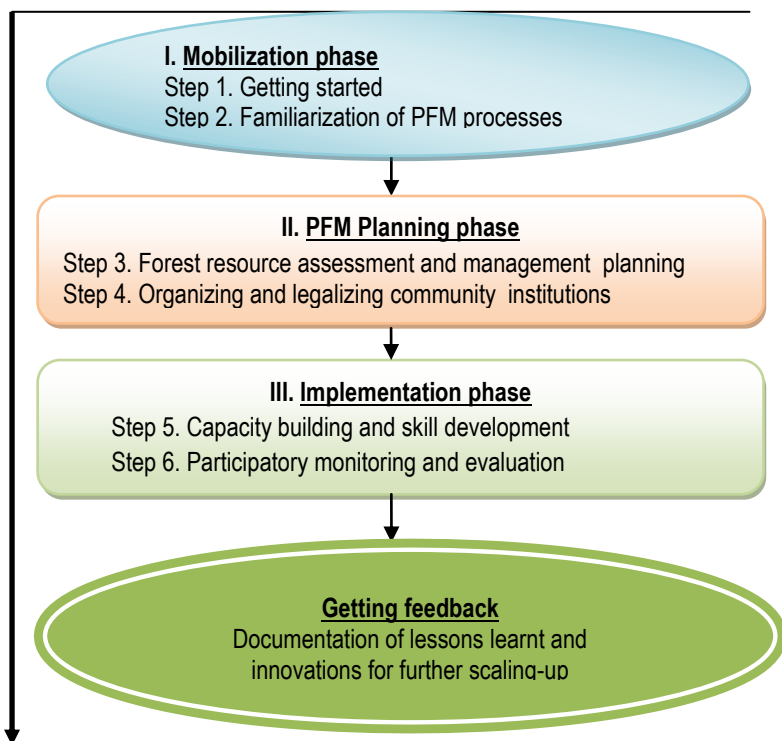 I. Mobilization phase
Step 1. Getting started
Step 2. Familiarization of PFM processes
II. PFM Planning phase
Step 3. Forest resource assessment and management planning
Step 4. Organizing and legalizing community institutions
III. Implementation phase
Step 5. Capacity building and skill development
Step 6. Participatory monitoring and evaluation
Getting feedback
Documentation of lessons learnt and
innovations for further scaling-up